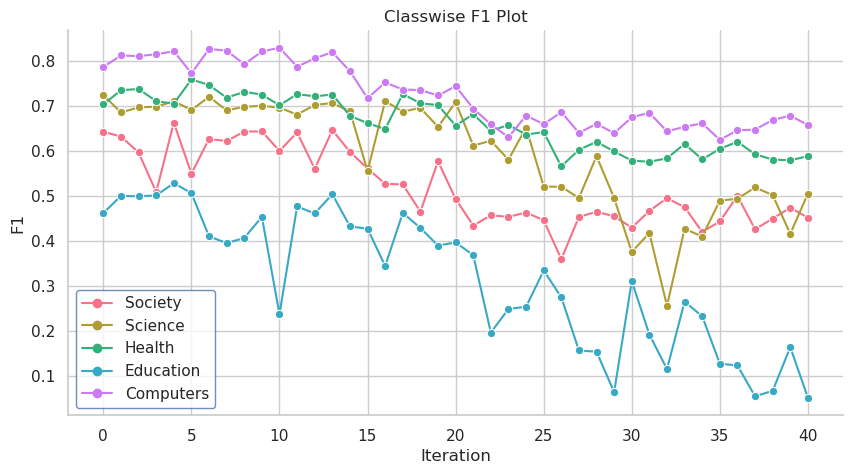 Classwise F1 Plot
F1
0.8
0.7
0.6
0.5
0.4
0.3
0.2
0.1
Society
Science
Health
Education
Computers
0 5 10 15 20 25 30 35 40
Iteration